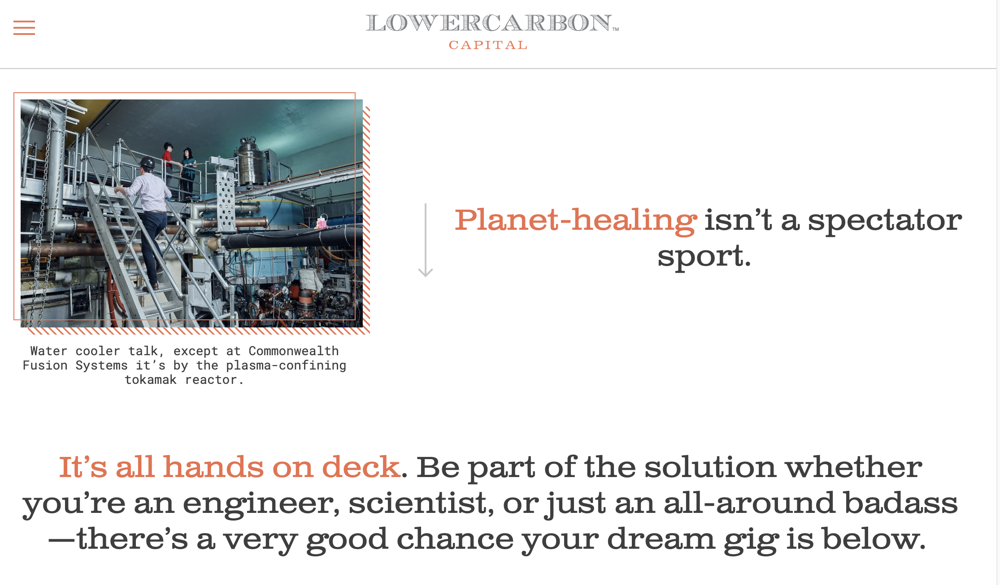 LOWERCARBON™
CAPITAL
Planet-healing isn’t a spectator
sport.
Water cooler talk, except at Commonwealth
Fusion Systems it’s by the plasma-confining
tokamak reactor.
It’s all hands on deck. Be part of the solution whether
you’re an engineer, scientist, or just an all-around badass
—there’s a very good chance your dream gig is below.